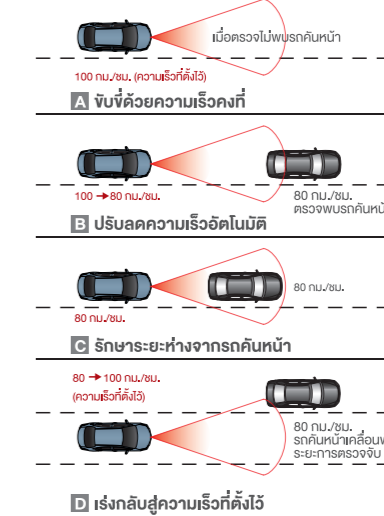 เมื่อตรวจไม่พบรถคันหน้า
100 กม./ชม. (ความเร็วที่ตั้งไว้)
A ขับขี่ด้วยความเร็วคงที่
100 → 80 กม./ชม.
80 กม./ชม.
ตรวจพบรถคันหน้
B ปรับลดความเร็วอัตโนมัติ
80 กม./ชม.
80 กม./ชม.
C รักษาระยะห่างจากรถคันหน้า
80 → 100 กม./ชม.
(ความเร็วที่ตั้งไว้)
80 กม./ชม.
รถคันหน้าเคลื่อนพ
ระยะการตรวจจับ
D เร่งกลับสู่ความเร็วที่ตั้งไว้